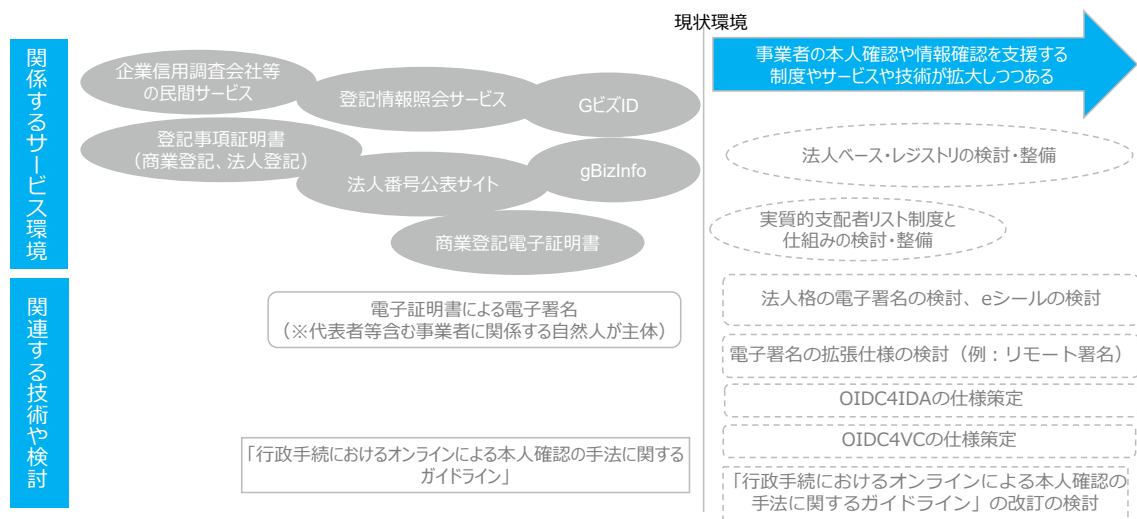 現状環境
関係するサービス環境
企業信用調査会社等
の民間サービス
登記情報照会サービス
GビズID
登記事項証明書
（商業登記、法人登記）
法人番号公表サイト
gBizInfo
商業登記電子証明書
事業者の本人確認や情報確認を支援する
制度やサービスや技術が拡大しつつある
法人ベース・レジストリの検討・整備
実質的支配者リスト制度と
仕組みの検討・整備
関連する技術や検討
電子証明書による電子署名
（※代表者等含む事業者に関係する自然人が主体）
「行政手続におけるオンラインによる本人確認の手法に関する
ガイドライン」
法人格の電子署名の検討、eシールの検討
電子署名の拡張仕様の検討（例：リモート署名）
OIDC4IDAの仕様策定
OIDC4VCの仕様策定
「行政手続におけるオンラインによる本人確認の
手法に関するガイドライン」の改訂の検討